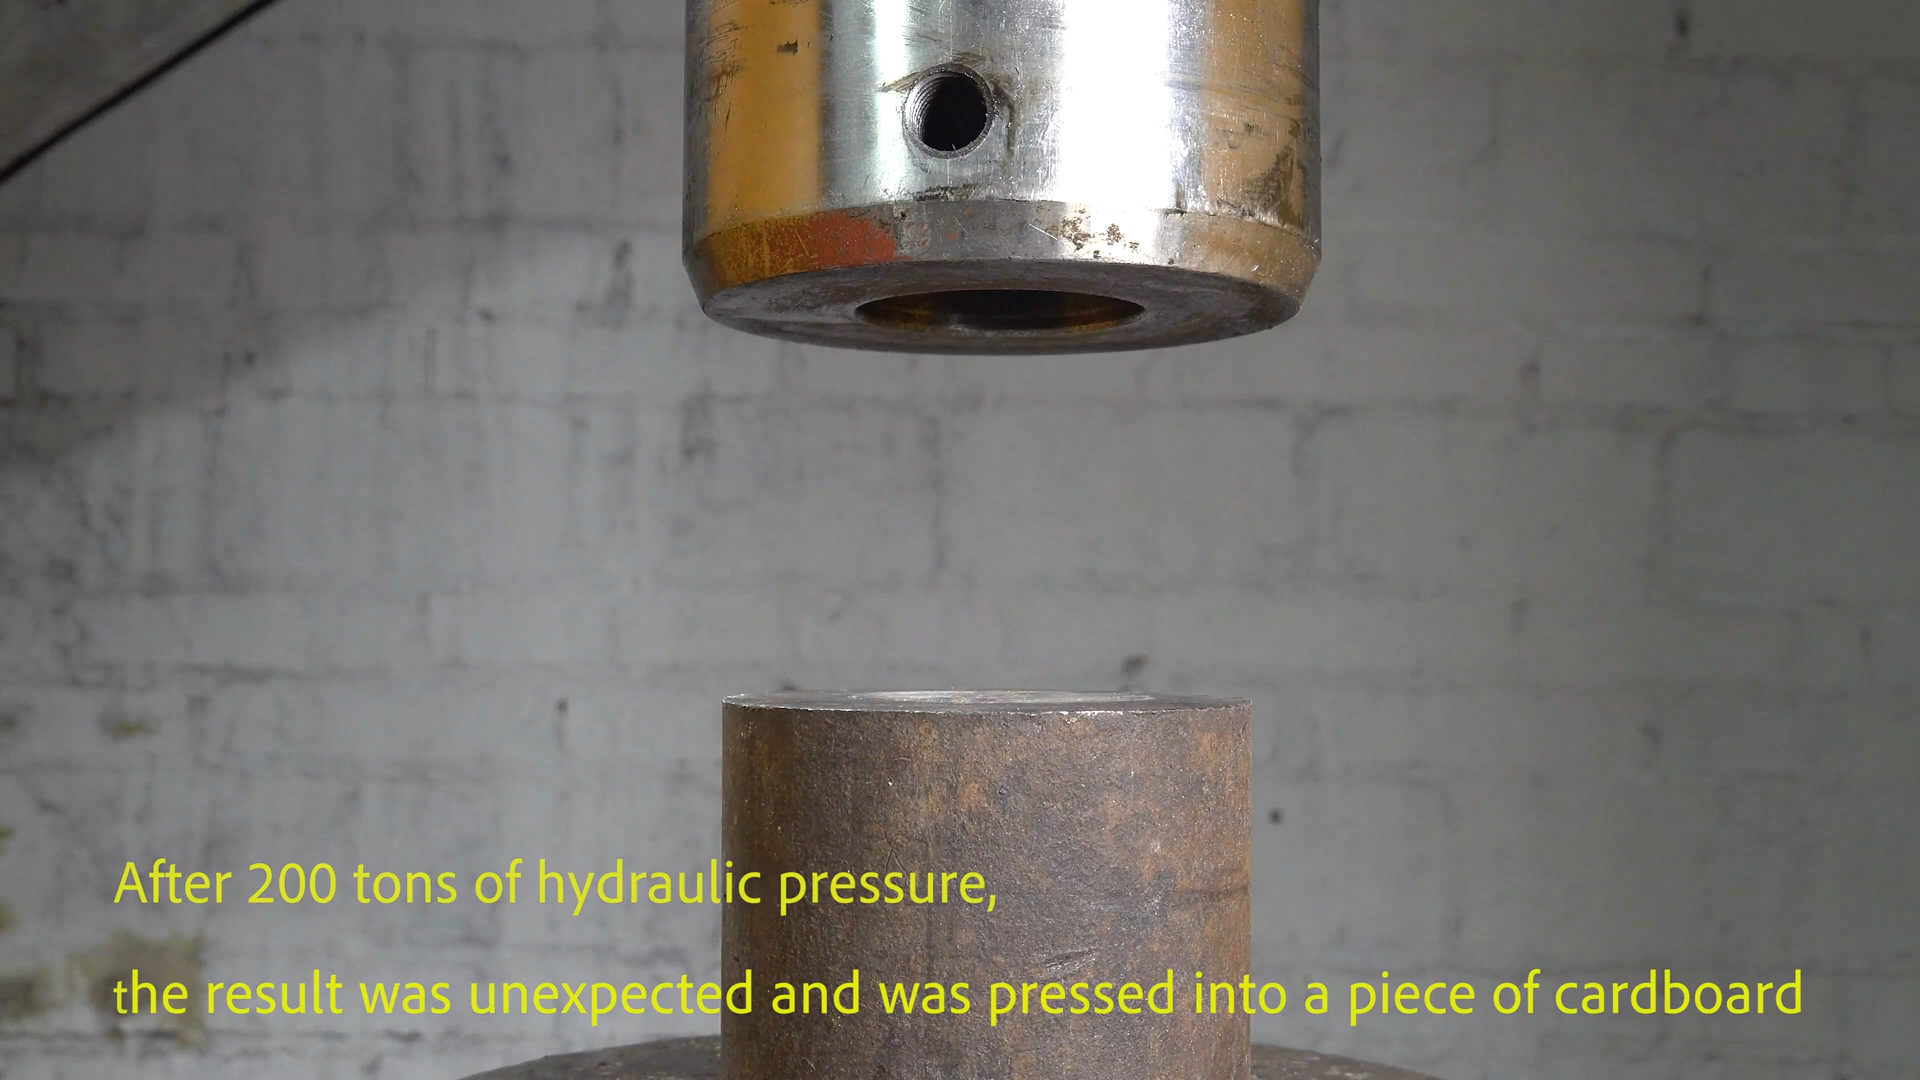 After 200 tons of hydraulic pressure,
the result was unexpected and was pressed into a piece of cardboard